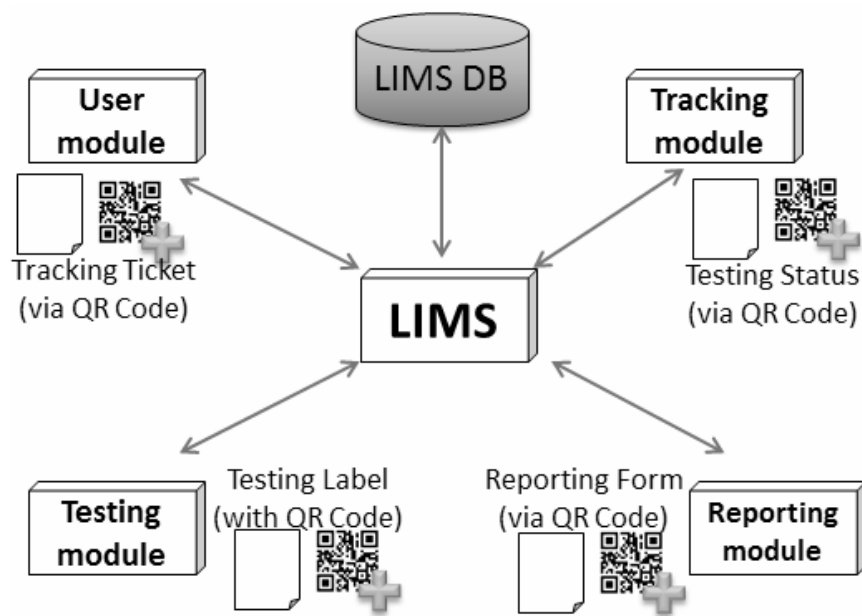 LIMS DB
User
module
Tracking
module
Tracking Ticket
(via QR Code)
Testing Status
(via QR Code)
LIMS
Testing
module
Testing Label
(with QR Code)
Reporting Form
(via QR Code)
Reporting
module